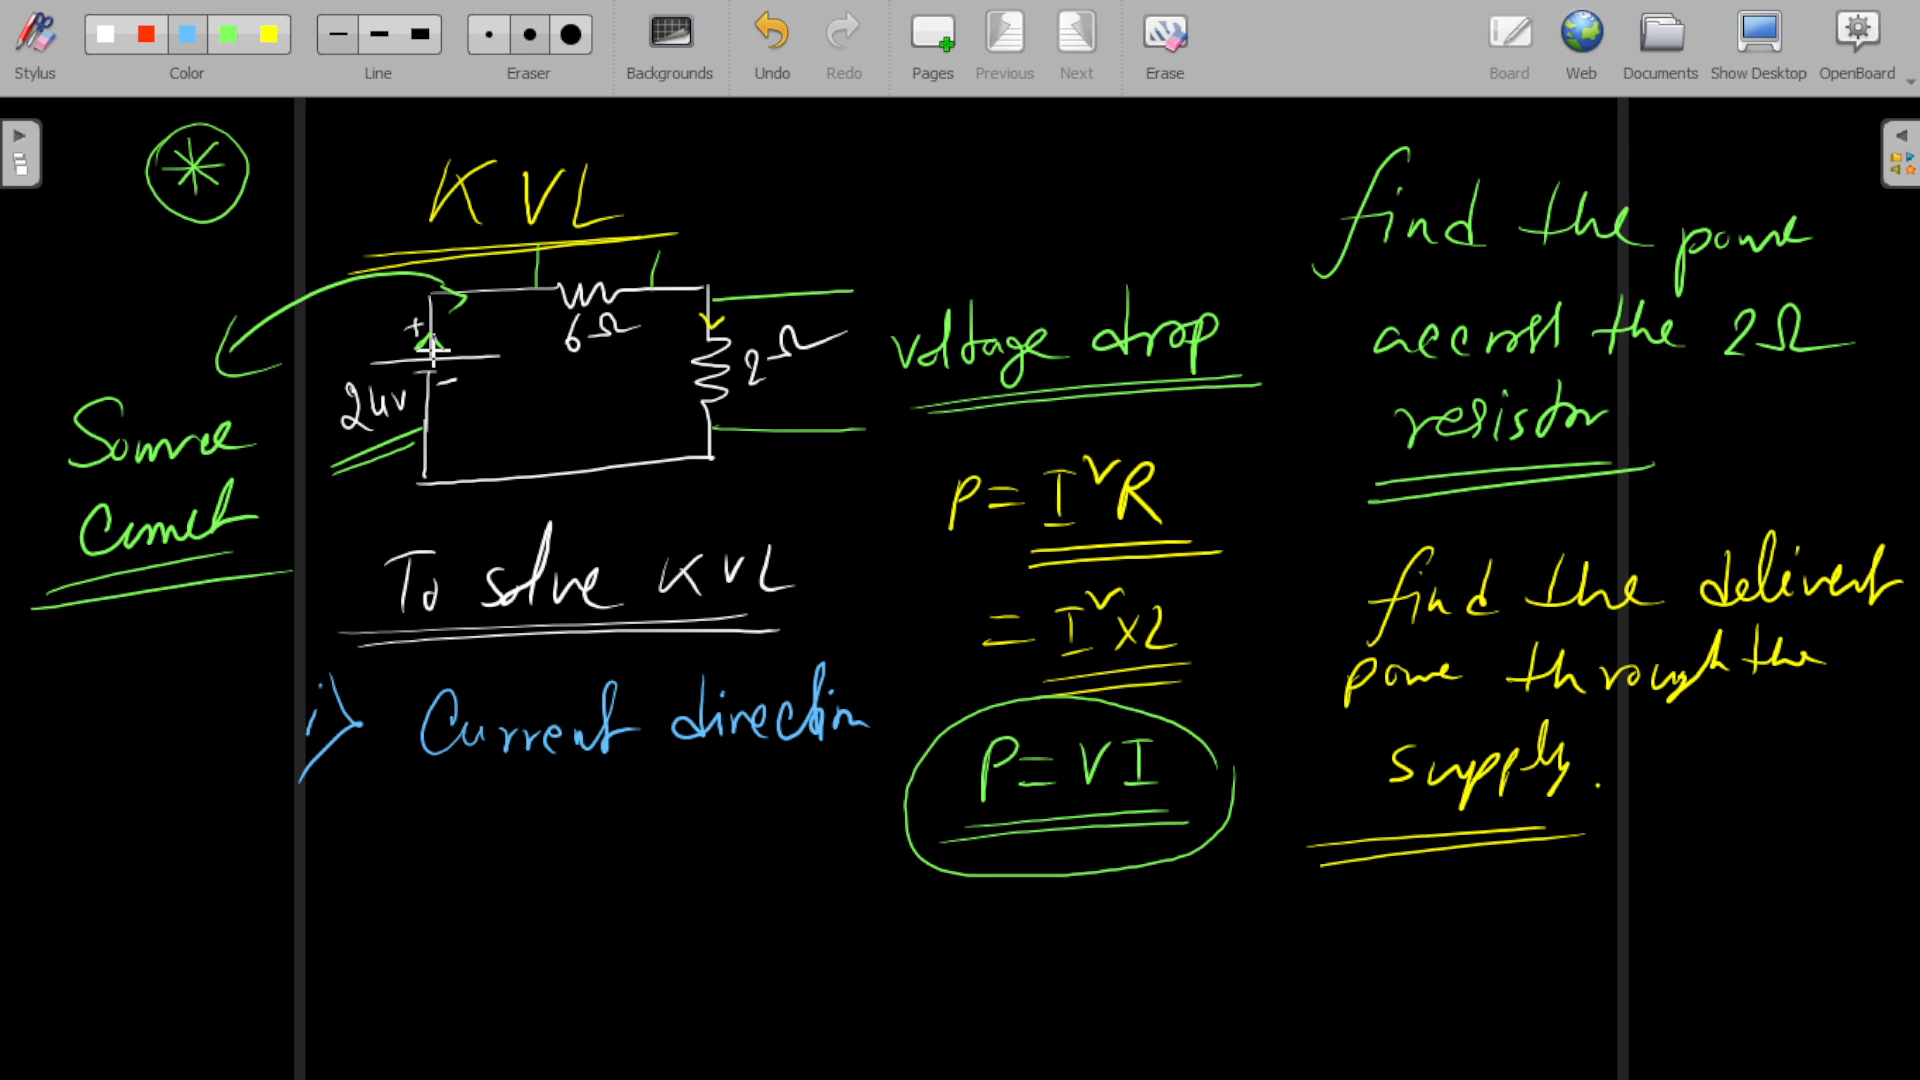 Stylus
Color
Line
Eraser
Backgrounds
Undo
Redo
Pages
Previous
Next
Erase
Board
Web
Documents
Show Desktop
OpenBoard
KVL
+
6Ω
2Ω
24v
-
Source
Current
To solve KVL
i) Current direction
voltage drop
P = I²R
= I²x2
P = VI
find the power
accross the 2Ω
resistor
find the deliverd
power through the
supply.